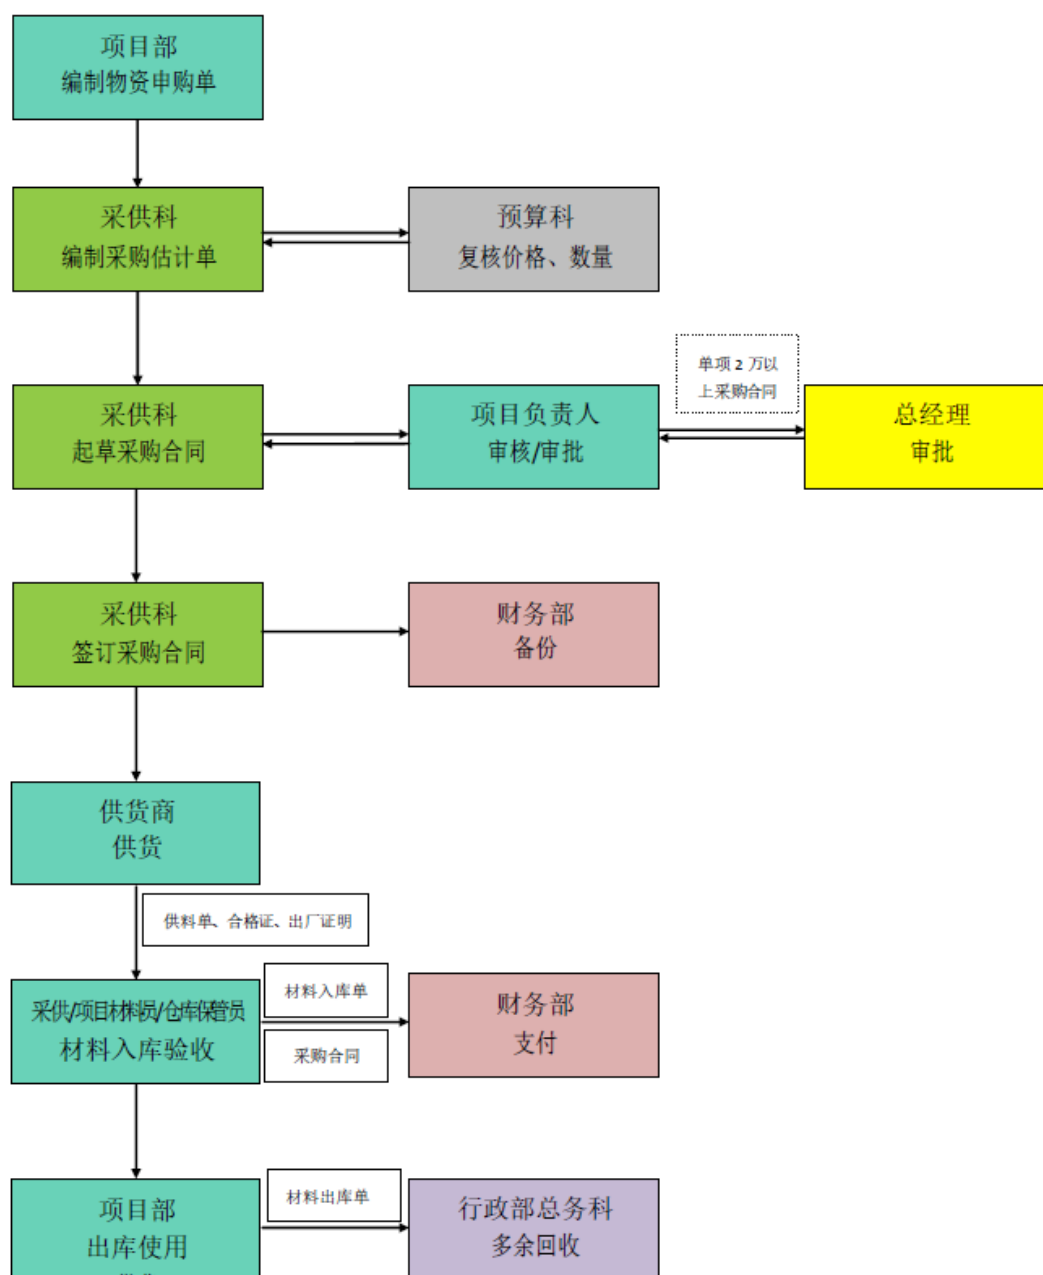 项目部
编制物资申购单
采供科
编制采购估计单
预算科
复核价格、数量
单项 2 万以
上采购合同
采供科
起草采购合同
项目负责人
审核/审批
总经理
审批
采供科
签订采购合同
财务部
备份
供货商
供货
供料单、合格证、出厂证明
采供/项目材料员/仓库保管员
材料入库验收
材料入库单
采购合同
财务部
支付
项目部
出库使用
材料出库单
行政部总务科
多余回收